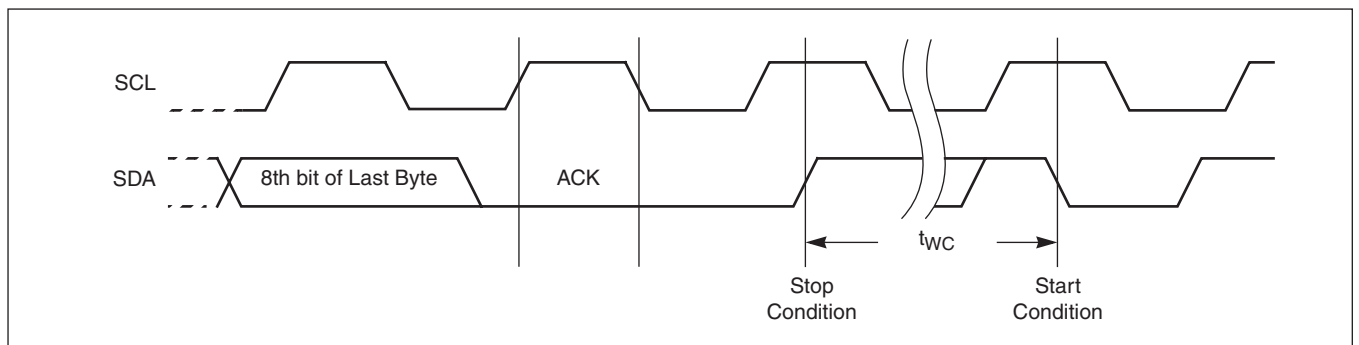 SCL
SDA
8th bit of Last Byte
ACK
tWC
Stop
Condition
Start
Condition